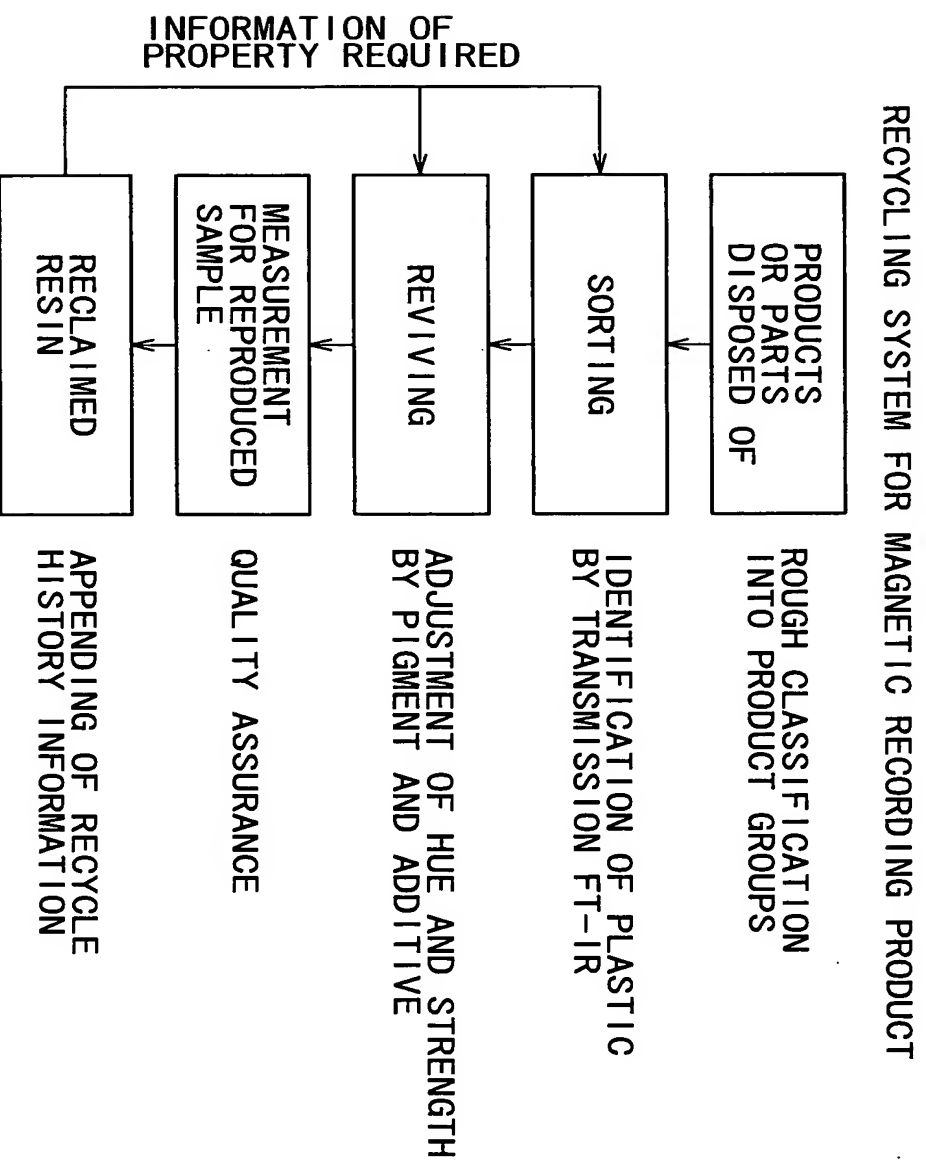 RECYCLING SYSTEM FOR MAGNETIC RECORDING PRODUCT
PRODUCTS
OR PARTS
DISPOSED OF
ROUGH CLASSIFICATION
INTO PRODUCT GROUPS
SORTING
IDENTIFICATION OF PLASTIC
BY TRANSMISSION FT-IR
REVIVING
ADJUSTMENT OF HUE AND STRENGTH
BY PIGMENT AND ADDITIVE
MEASUREMENT
FOR REPRODUCED
SAMPLE
QUALITY ASSURANCE
RECLAIMED
RESIN
APPENDING OF RECYCLE
HISTORY INFORMATION
INFORMATION OF
PROPERTY REQUIRED